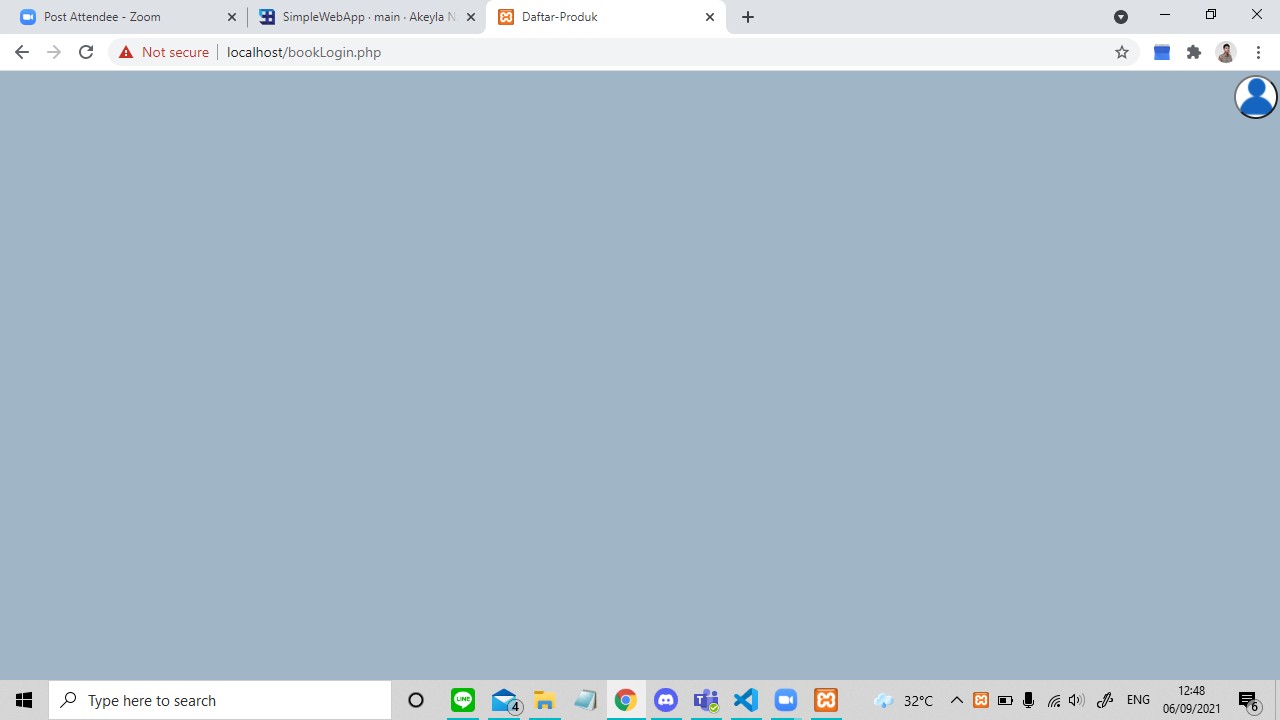 Post Attendee - Zoom
SimpleWebApp · main · Akeyla N
Daftar-Produk
Not secure
localhost/bookLogin.php
Type here to search
LINE
4
32°C
ENG
12:48
06/09/2021
6